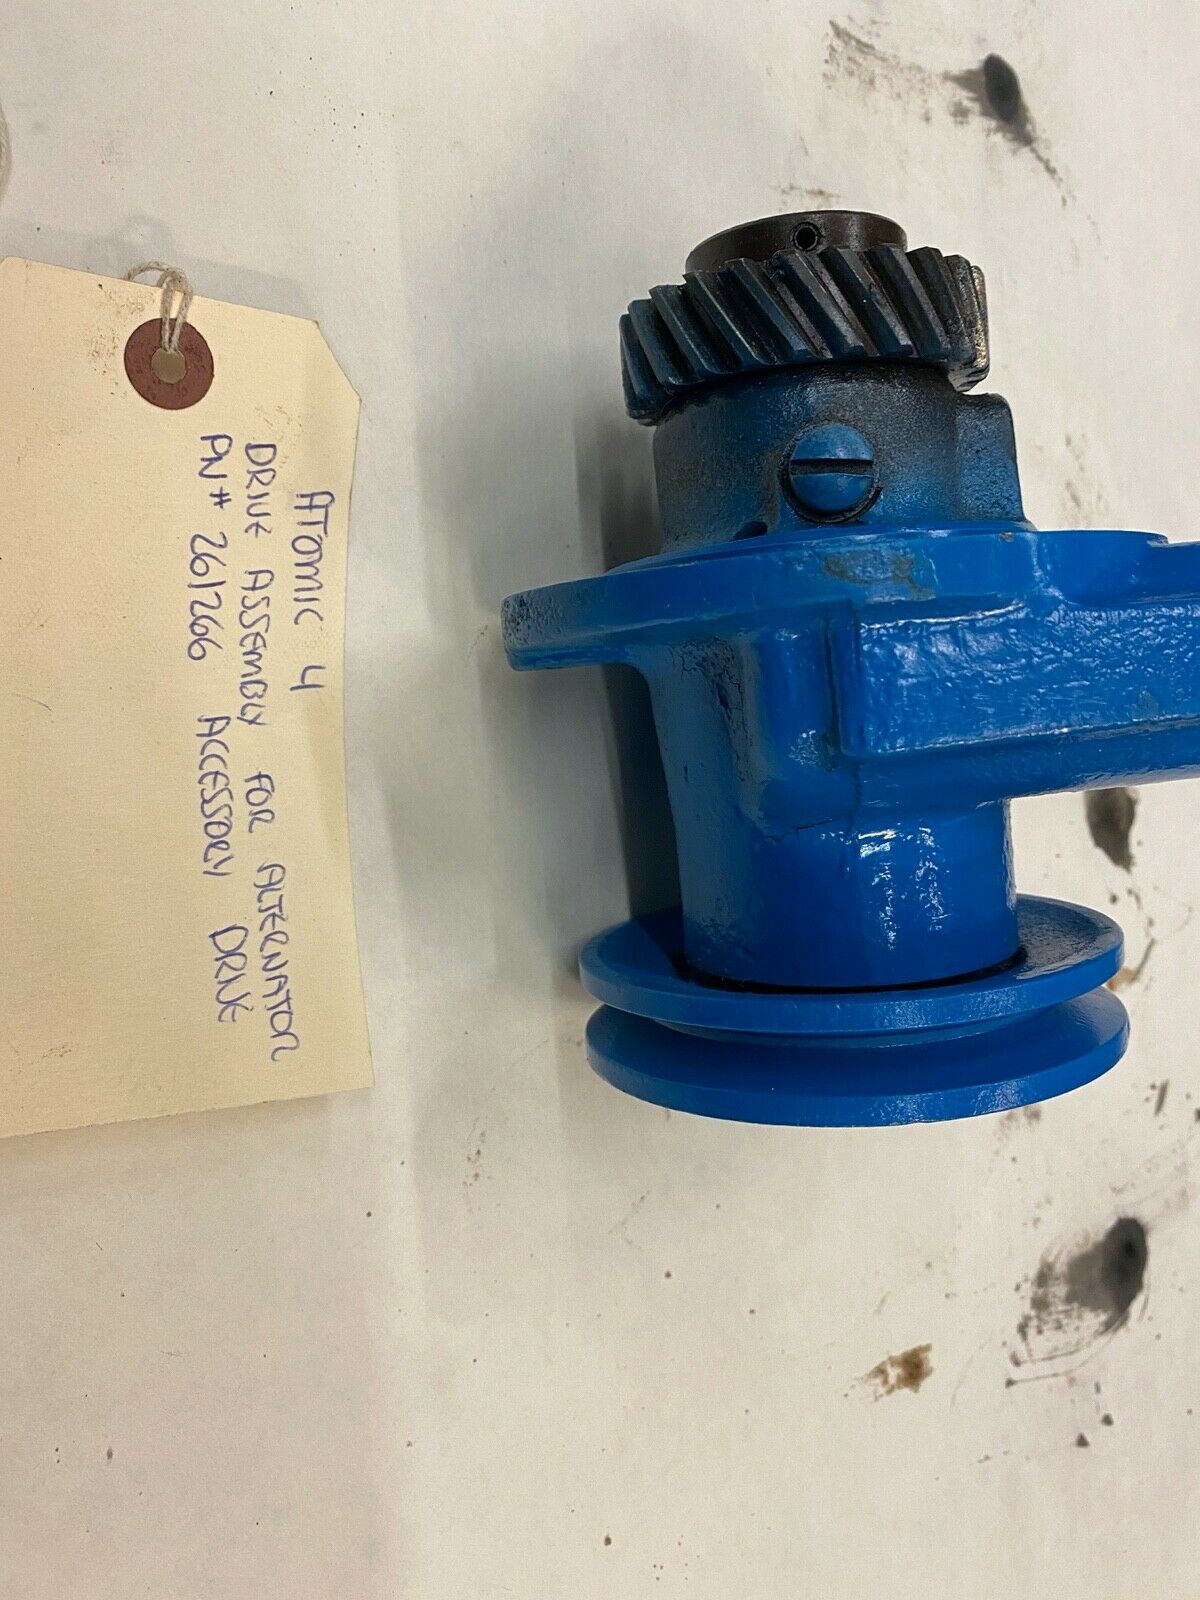 ATOMIC 4
DRIVE ASSEMBLY FOR ALTERNATOR
PN# 261266 ACCESSORY DRIVE